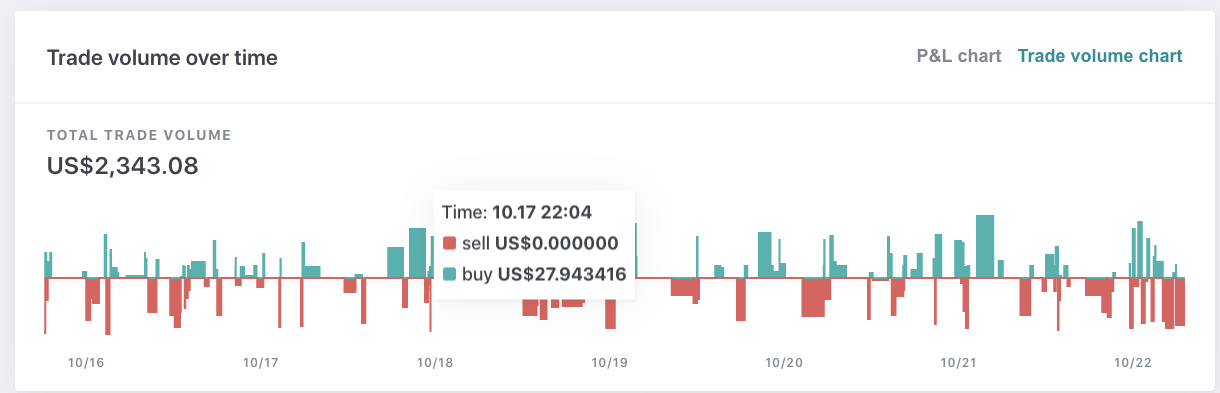 Trade volume over time
P&L chart Trade volume chart
TOTAL TRADE VOLUME
US$2,343.08
Time: 10.17 22:04
sell US$0.000000
buy US$27.943416
10/16 10/17 10/18 10/19 10/20 10/21 10/22